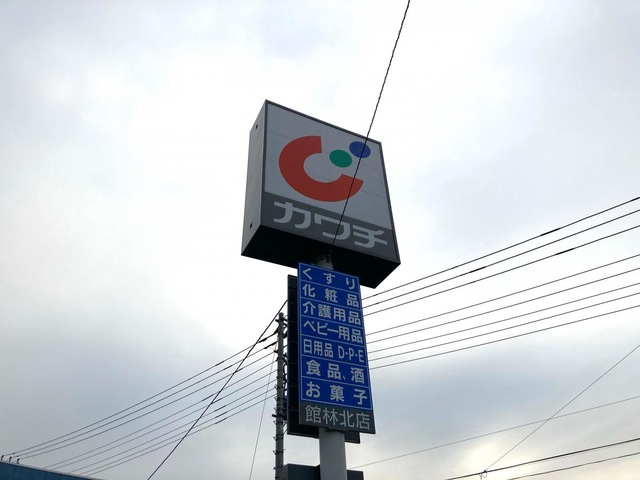 カワチ
くすり
化粧品
介護用品
ベビー用品
日用品 D・P・E
食品、酒
お菓子
館林北店